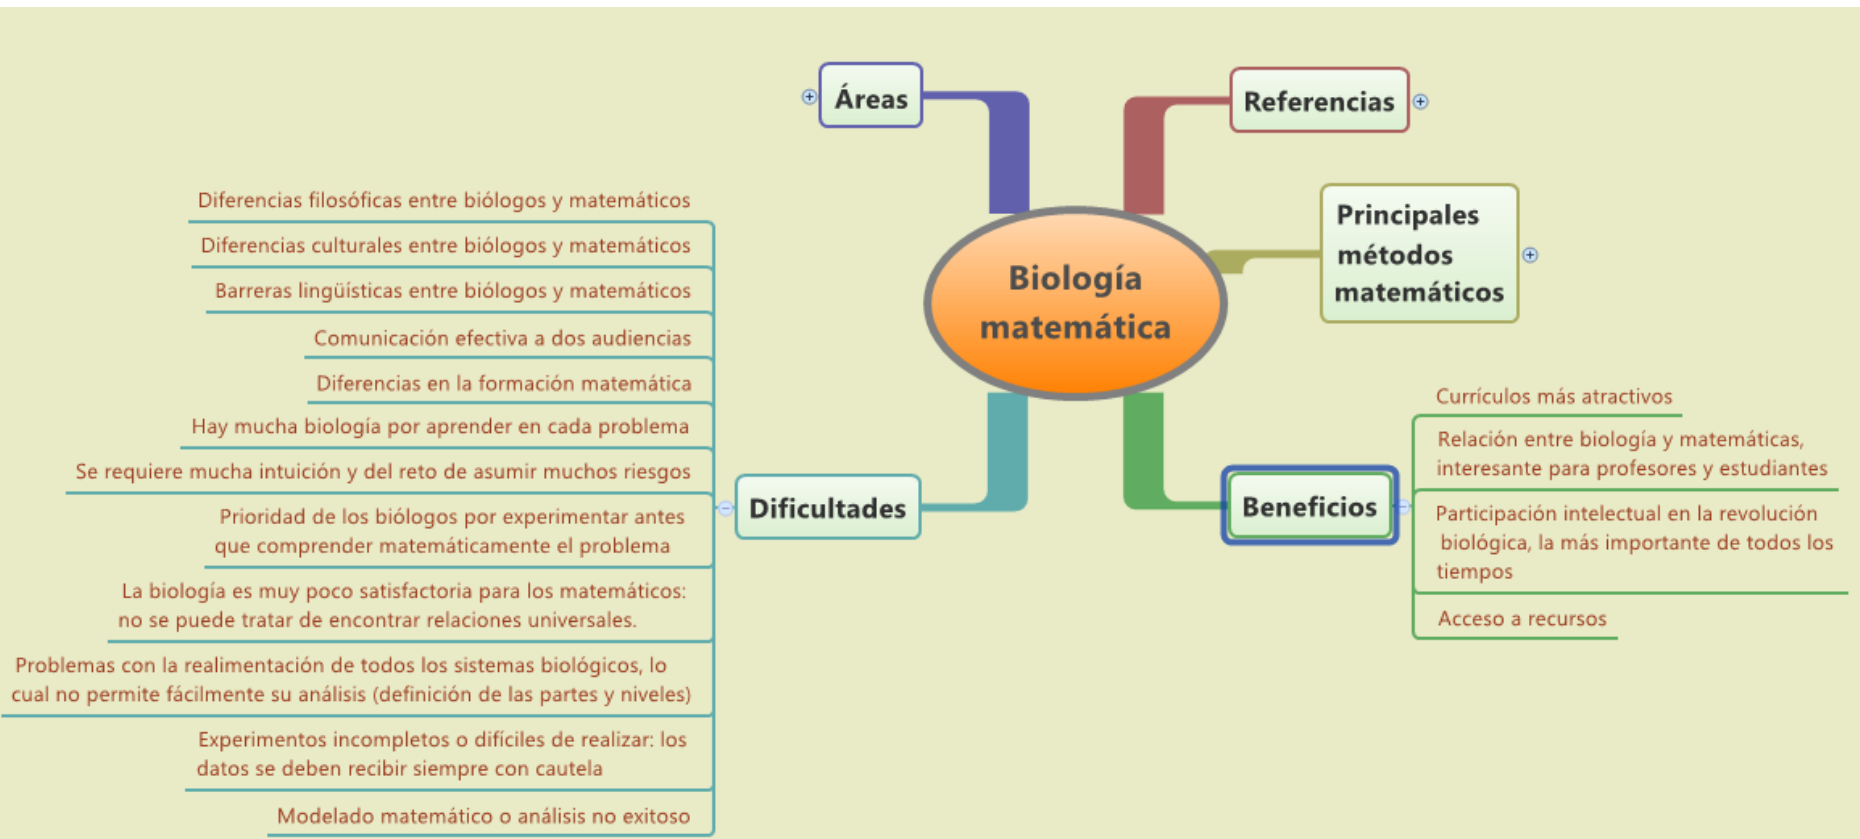 Áreas
Referencias
Principales
métodos
matemáticos
Biología
matemática
Dificultades
Diferencias filosóficas entre biólogos y matemáticos
Diferencias culturales entre biólogos y matemáticos
Barreras lingüísticas entre biólogos y matemáticos
Comunicación efectiva a dos audiencias
Diferencias en la formación matemática
Hay mucha biología por aprender en cada problema
Se requiere mucha intuición y del reto de asumir muchos riesgos
Prioridad de los biólogos por experimentar antes
que comprender matemáticamente el problema
La biología es muy poco satisfactoria para los matemáticos:
no se puede tratar de encontrar relaciones universales.
Problemas con la realimentación de todos los sistemas biológicos, lo
cual no permite fácilmente su análisis (definición de las partes y niveles)
Experimentos incompletos o difíciles de realizar: los
datos se deben recibir siempre con cautela
Modelado matemático o análisis no exitoso
Beneficios
Currículos más atractivos
Relación entre biología y matemáticas,
interesante para profesores y estudiantes
Participación intelectual en la revolución
biológica, la más importante de todos los
tiempos
Acceso a recursos